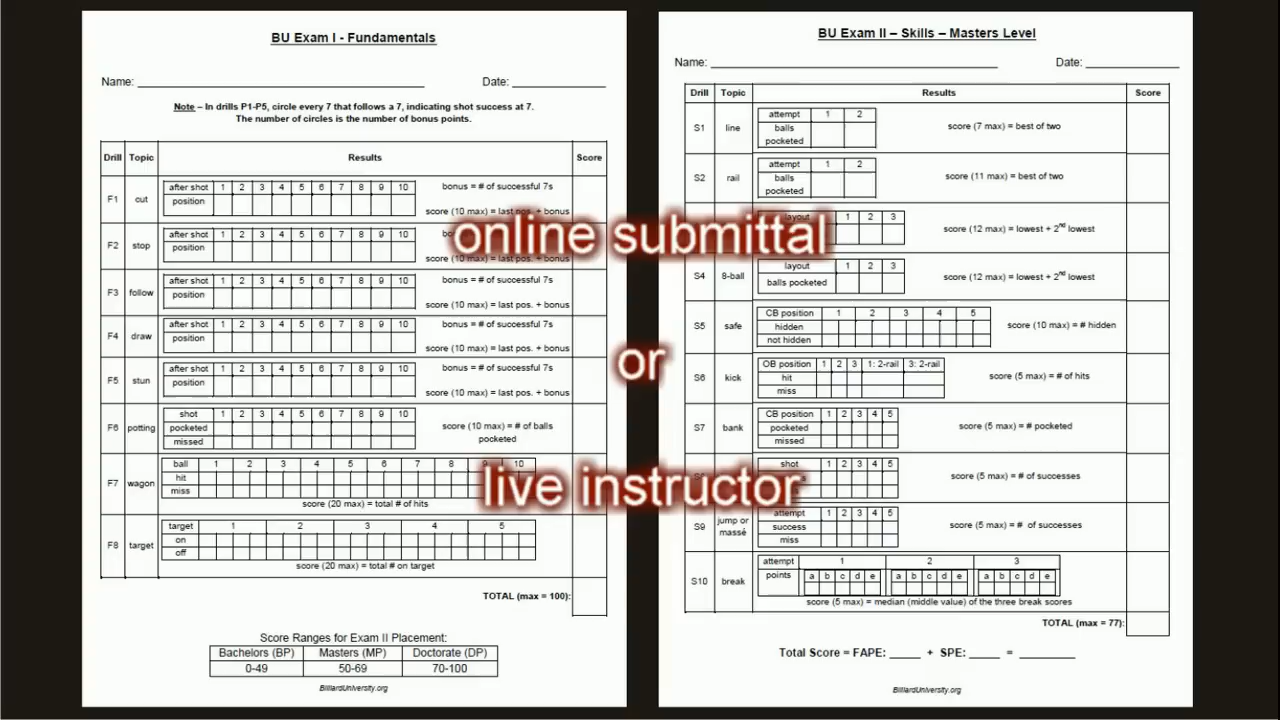 BU Exam I - Fundamentals
Name: Date:
Note – In drills P1-P5, circle every 7 that follows a 7, indicating shot success at 7.
The number of circles is the number of bonus points.
Drill Topic Results Score
F1 cut
after shot 1 2 3 4 5 6 7 8 9 10
position
bonus = # of successful 7s
score (10 max) = last pos. + bonus
F2 stop
after shot 1 2 3 4 5 6 7 8 9 10
position
score (10 max) = last pos. + bonus
F3 follow
after shot 1 2 3 4 5 6 7 8 9 10
position
bonus = # of successful 7s
score (10 max) = last pos. + bonus
F4 draw
after shot 1 2 3 4 5 6 7 8 9 10
position
bonus = # of successful 7s
score (10 max) = last pos. + bonus
F5 stun
after shot 1 2 3 4 5 6 7 8 9 10
position
bonus = # of successful 7s
score (10 max) = last pos. + bonus
F6 potting
shot 1 2 3 4 5 6 7 8 9 10
pocketed
missed
score (10 max) = # of balls
pocketed
F7 wagon
ball 1 2 3 4 5 6 7 8 9 10
hit
miss
score (20 max) = total # of hits
F8 target
target 1 2 3 4 5
on
off
score (20 max) = total # on target
TOTAL (max = 100):
Score Ranges for Exam II Placement:
Bachelors (BP) Masters (MP) Doctorate (DP)
0-49 50-69 70-100
BilliardUniversity.org
BU Exam II – Skills – Masters Level
Name: Date:
Drill Topic Results Score
S1 line
attempt 1 2
balls
pocketed
score (7 max) = best of two
S2 rail
attempt 1 2
balls
pocketed
score (11 max) = best of two
layout 1 2 3
score (12 max) = lowest + 2nd lowest
S4 8-ball
layout 1 2 3
balls pocketed
score (12 max) = lowest + 2nd lowest
S5 safe
CB position 1 2 3 4 5
hidden
not hidden
score (10 max) = # hidden
S6 kick
OB position 1 2 3 1: 2-rail 3: 2-rail
hit
miss
score (5 max) = # of hits
S7 bank
CB position 1 2 3 4 5
pocketed
missed
score (5 max) = # pocketed
shot 1 2 3 4 5
score (5 max) = # of successes
S9 jump or
massé
attempt 1 2 3 4 5
success
miss
score (5 max) = # of successes
S10 break
attempt 1 2 3
points a b c d e a b c d e a b c d e
score (5 max) = median (middle value) of the three break scores
TOTAL (max = 77):
Total Score = FAPE: + SPE: =
BilliardUniversity.org
online submittal
or
live instructor